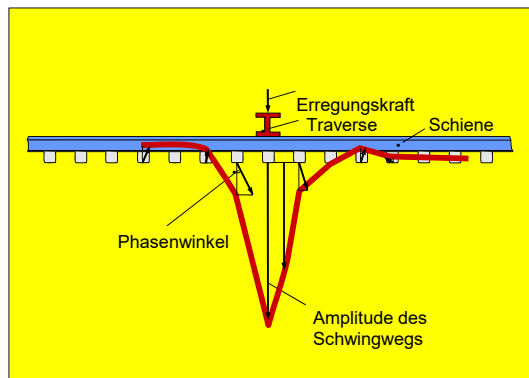 Erregungskraft
Traverse
Schiene
Phasenwinkel
Amplitude des
Schwingwegs